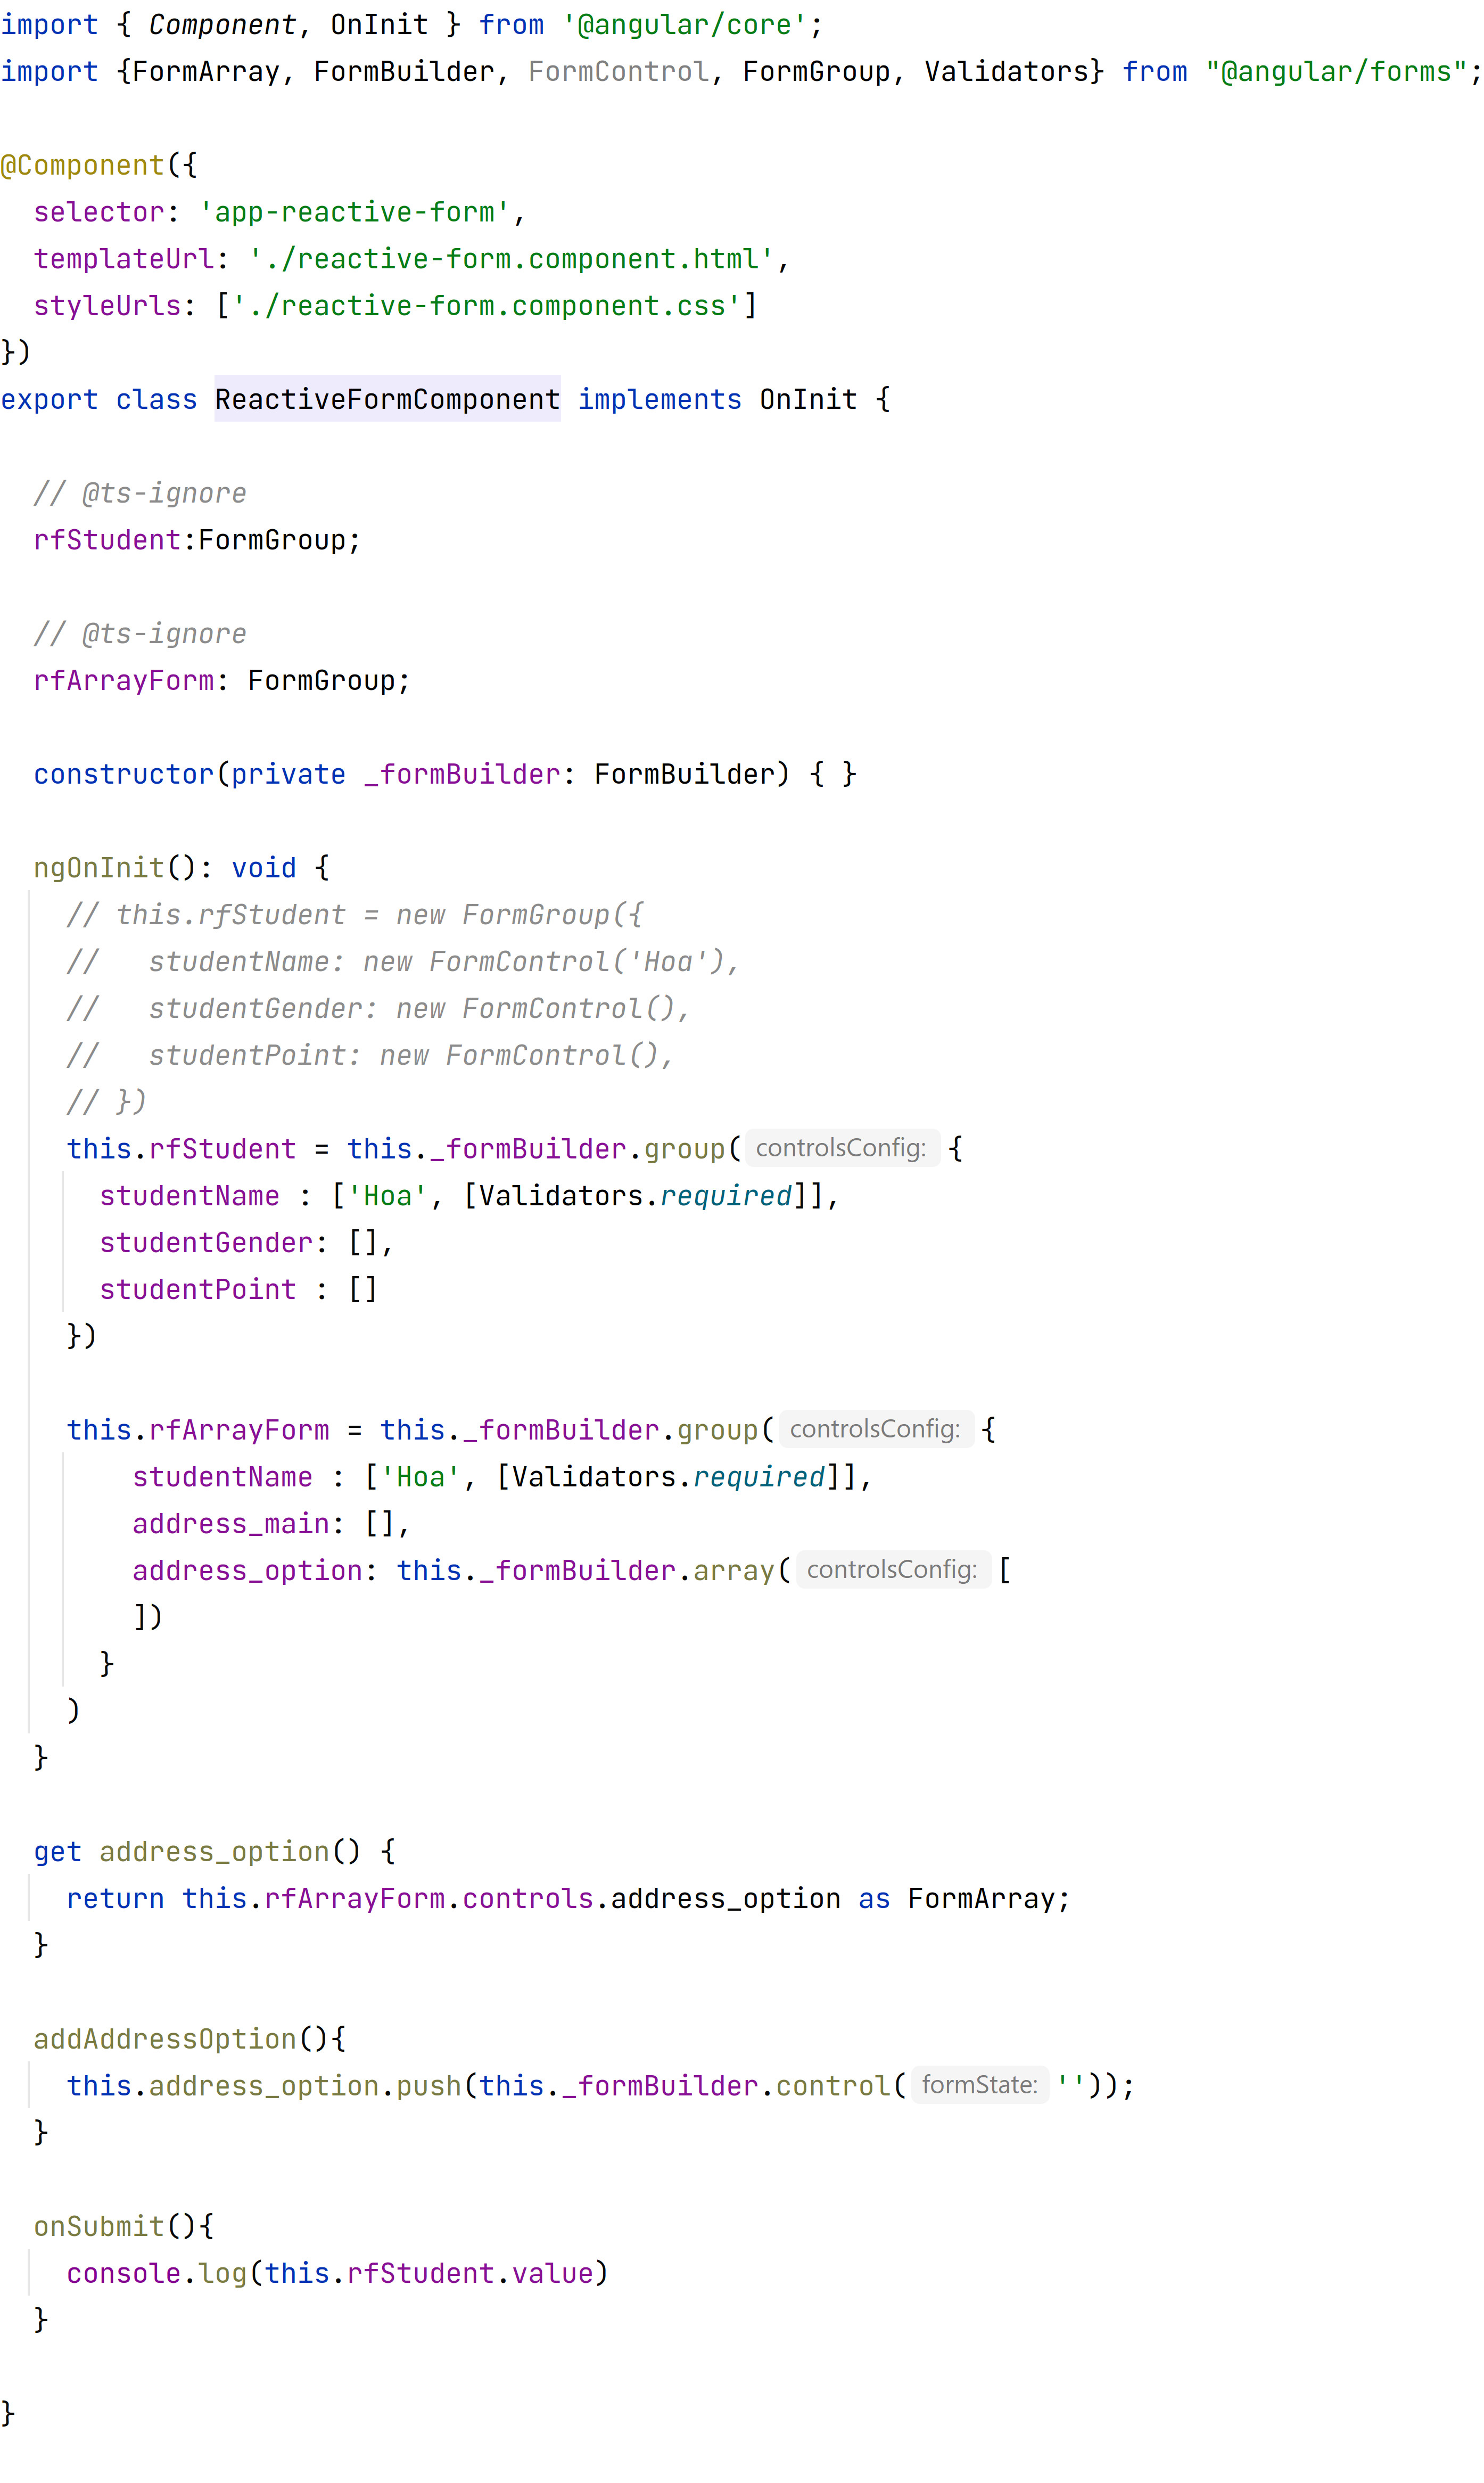 import { Component, OnInit } from '@angular/core';
import {FormArray, FormBuilder, FormControl, FormGroup, Validators} from "@angular/forms";

@Component({
  selector: 'app-reactive-form',
  templateUrl: './reactive-form.component.html',
  styleUrls: ['./reactive-form.component.css']
})
export class ReactiveFormComponent implements OnInit {

  // @ts-ignore
  rfStudent:FormGroup;

  // @ts-ignore
  rfArrayForm: FormGroup;

  constructor(private _formBuilder: FormBuilder) { }

  ngOnInit(): void {
    // this.rfStudent = new FormGroup({
    //   studentName: new FormControl('Hoa'),
    //   studentGender: new FormControl(),
    //   studentPoint: new FormControl(),
    // })
    this.rfStudent = this._formBuilder.group( controlsConfig: {
      studentName : ['Hoa', [Validators.required]],
      studentGender: [],
      studentPoint : []
    })

    this.rfArrayForm = this._formBuilder.group( controlsConfig: {
        studentName : ['Hoa', [Validators.required]],
        address_main: [],
        address_option: this._formBuilder.array( controlsConfig: [
        ])
      }
    )
  }

  get address_option() {
    return this.rfArrayForm.controls.address_option as FormArray;
  }

  addAddressOption(){
    this.address_option.push(this._formBuilder.control( formState: ''));
  }

  onSubmit(){
    console.log(this.rfStudent.value)
  }

}